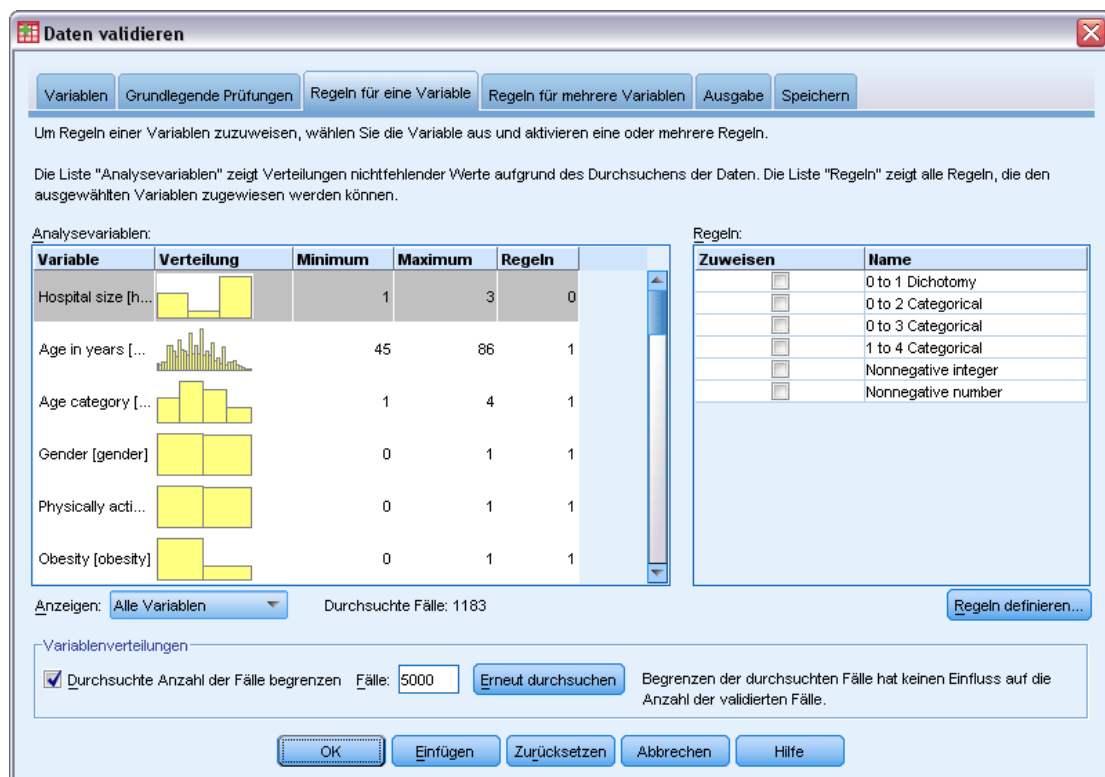 Daten validieren
Variablen Grundlegende Prüfungen Regeln für eine Variable Regeln für mehrere Variablen Ausgabe Speichern
Um Regeln einer Variablen zuzuweisen, wählen Sie die Variable aus und aktivieren eine oder mehrere Regeln.
Die Liste "Analysevariablen" zeigt Verteilungen nichtfehlender Werte aufgrund des Durchsuchens der Daten. Die Liste "Regeln" zeigt alle Regeln, die den
ausgewählten Variablen zugewiesen werden können.
Analysevariablen:
Variable Verteilung Minimum Maximum Regeln
Hospital size [h... 1 3 0
Age in years [... 45 86 1
Age category [... 1 4 1
Gender [gender] 0 1 1
Physically acti... 0 1 1
Obesity [obesity] 0 1 1
Regeln:
Zuweisen Name
0 to 1 Dichotomy
0 to 2 Categorical
0 to 3 Categorical
1 to 4 Categorical
Nonnegative integer
Nonnegative number
Anzeigen: Alle Variablen Durchsuchte Fälle: 1183
Regeln definieren...
Variablenverteilungen
Durchsuchte Anzahl der Fälle begrenzen Fälle: 5000 Erneut durchsuchen
Begrenzen der durchsuchten Fälle hat keinen Einfluss auf die
Anzahl der validierten Fälle.
OK Einfügen Zurücksetzen Abbrechen Hilfe